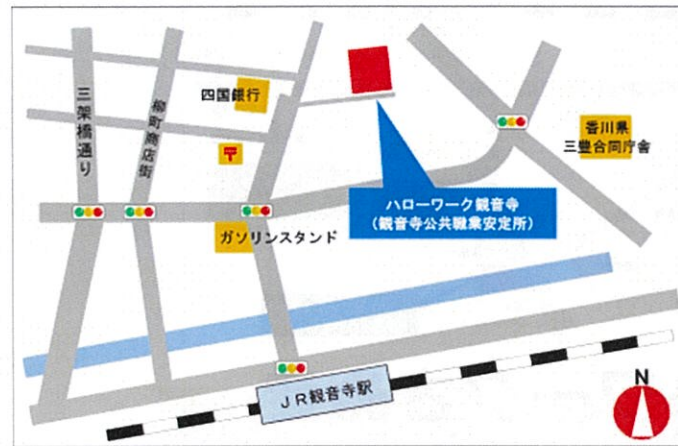 三架橋通り
柳町商店街
四国銀行
〒
香川県
三豊合同庁舎
ハローワーク観音寺
（観音寺公共職業安定所）
ガソリンスタンド
JR観音寺駅
N